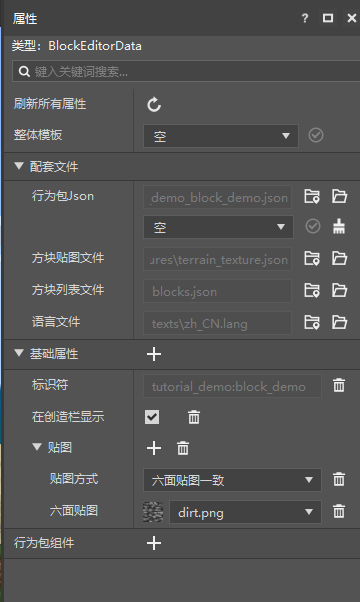 属性 ?
类型：BlockEditorData
键入关键词搜索...
刷新所有属性
整体模板 空
配套文件
行为包Json _demo_block_demo.json
空
方块贴图文件 ures\terrain_texture.json
方块列表文件 blocks.json
语言文件 texts\zh_CN.lang
基础属性 +
标识符 tutorial_demo:block_demo
在创造栏显示
贴图 +
贴图方式 六面贴图一致
六面贴图 dirt.png
行为包组件 +